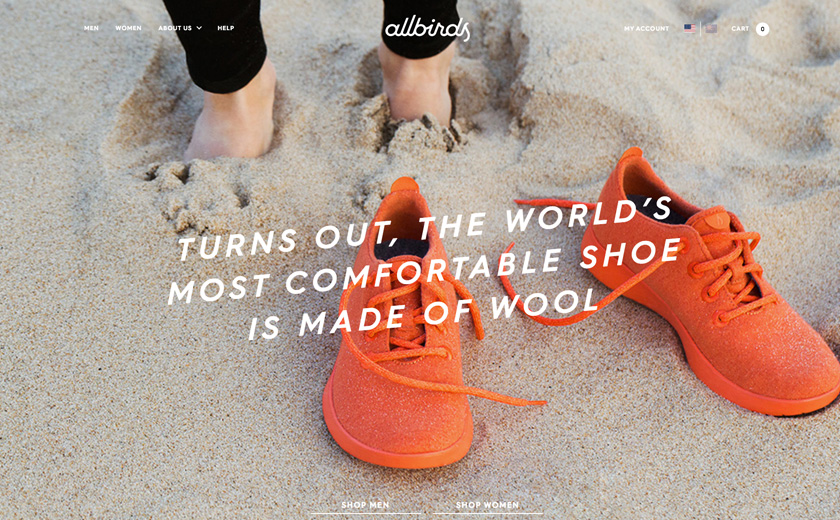 MEN WOMEN ABOUT US HELP allbirds MY ACCOUNT CART 0
TURNS OUT, THE WORLD'S
MOST COMFORTABLE SHOE
IS MADE OF WOOL
SHOP MEN SHOP WOMEN